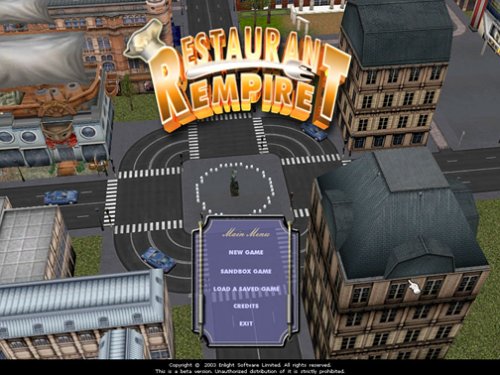 RESTAURANT
EMPIRE
Main Menu
NEW GAME
SANDBOX GAME
LOAD A SAVED GAME
CREDITS
EXIT
Copyright © 2003 Enlight Software Limited. All rights reserved.
This is a beta version. Unauthorized distribution of it is strictly prohibited.